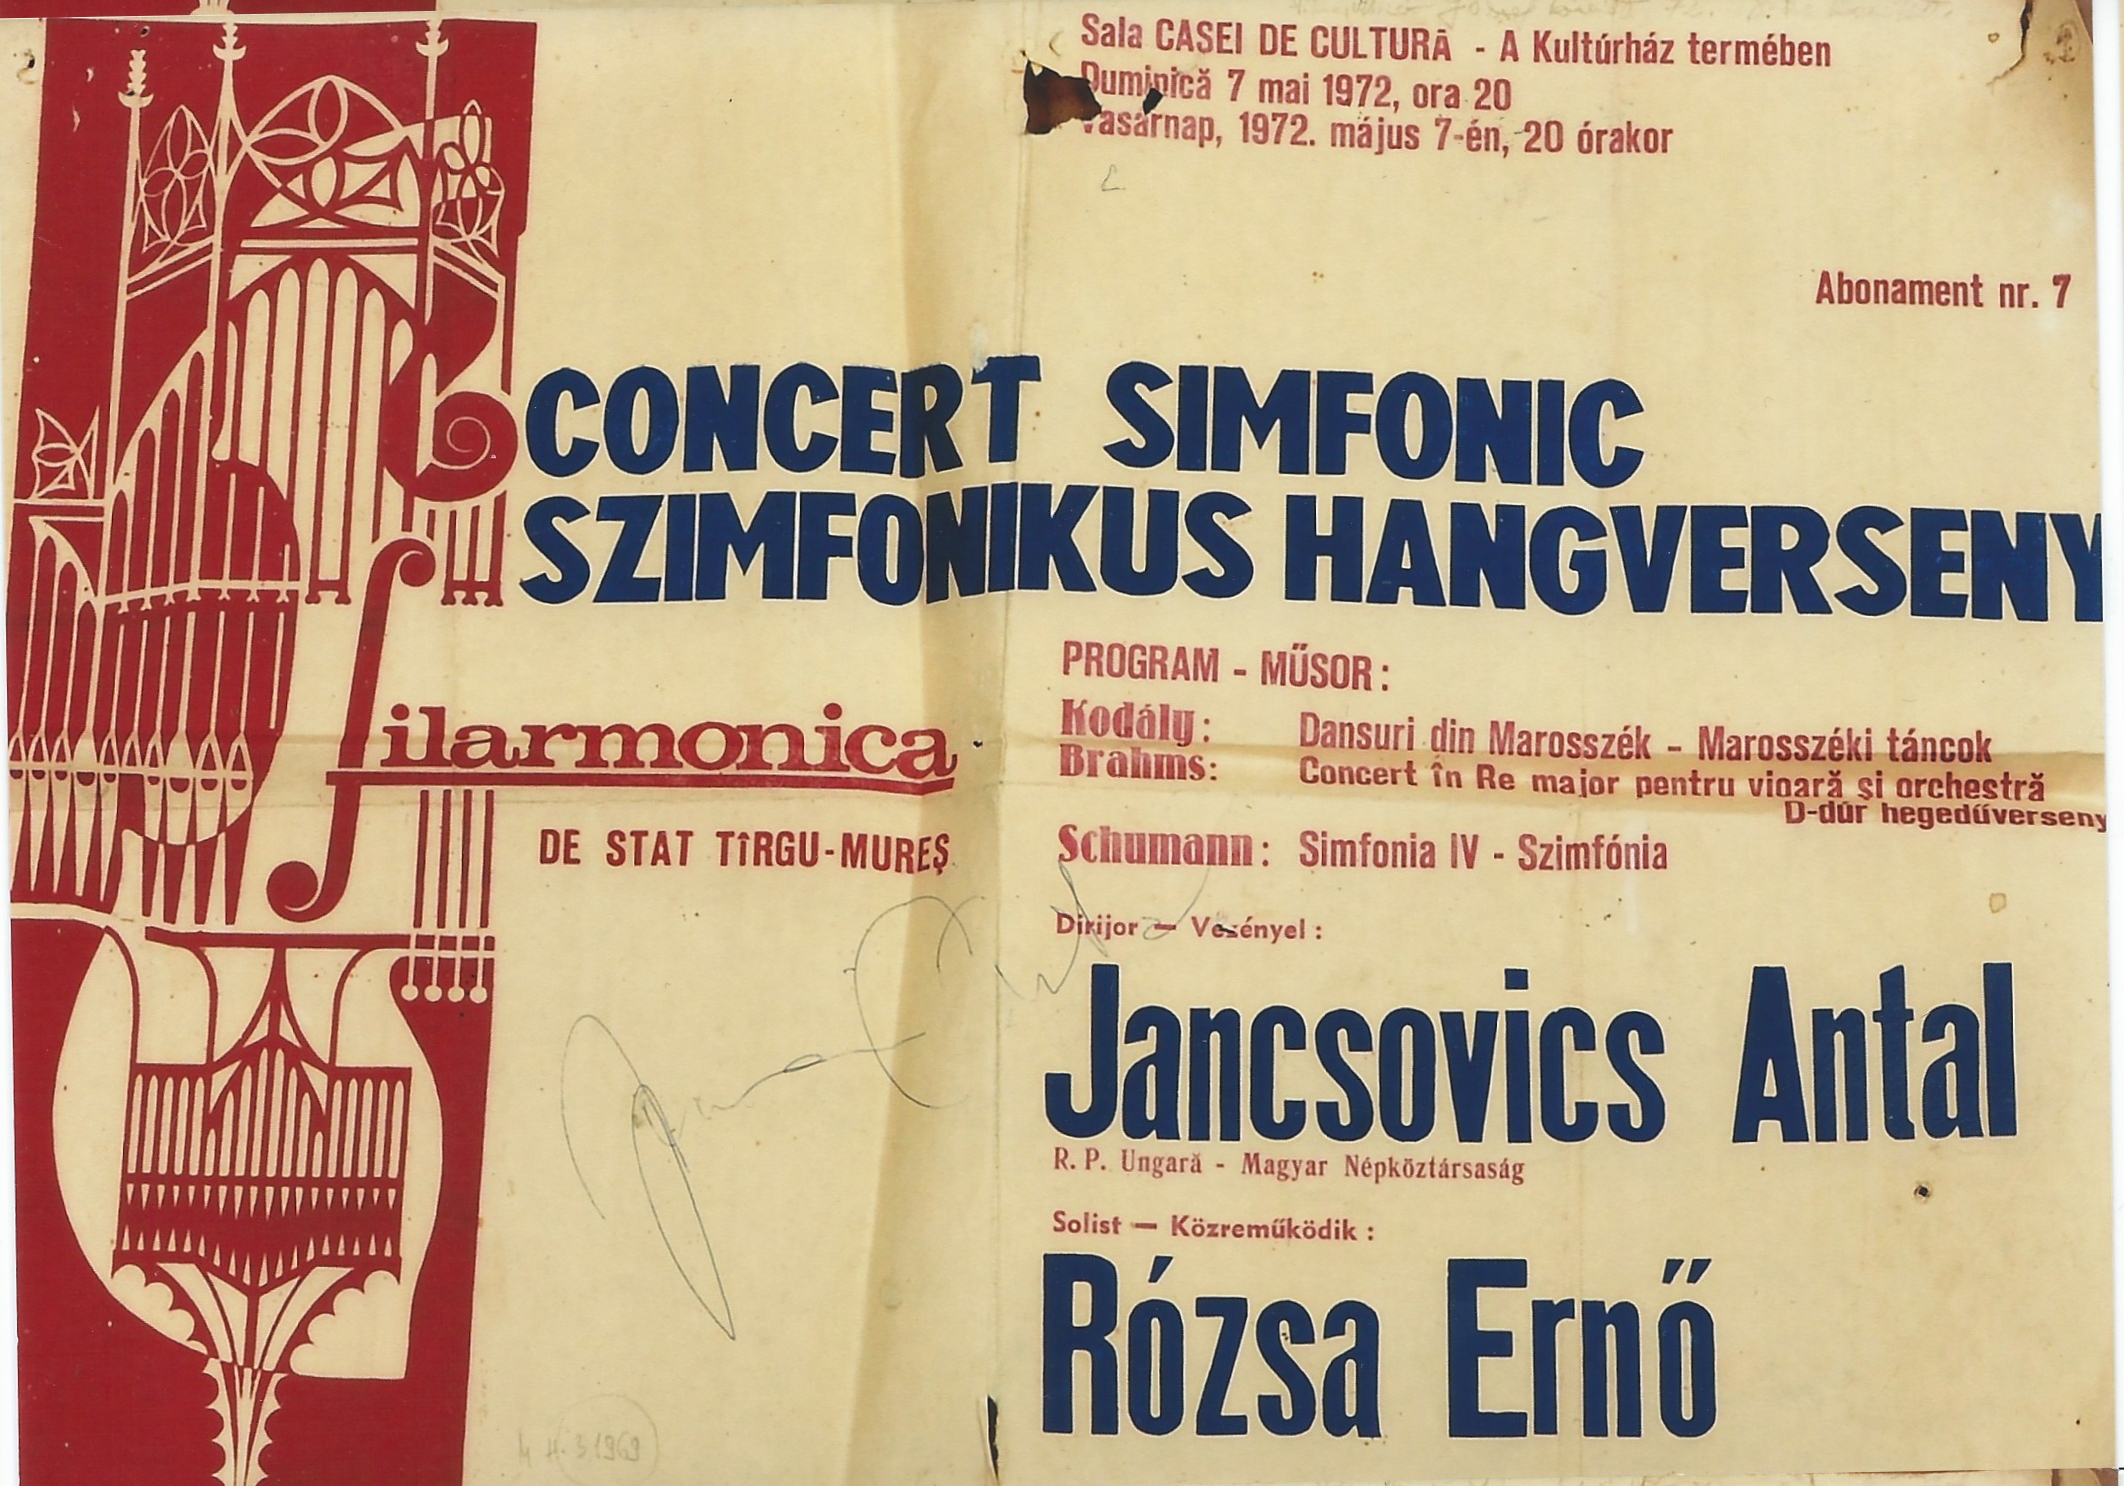 Sala CASEI DE CULTURĂ - A Kultúrház termében
Duminică 7 mai 1972, ora 20
Vasárnap, 1972. május 7-én, 20 órakor
Abonament nr. 7
CONCERT SIMFONIC
SZIMFONIKUS HANGVERSENY
filarmonica
DE STAT TÎRGU-MUREȘ
PROGRAM - MŰSOR:
Kodály: Dansuri din Marosszék - Marosszéki táncok
Brahms: Concert în Re major pentru vioară și orchestră
D-dúr hegedűverseny
Schumann: Simfonia IV - Szimfónia
Dirijor — Vezényel:
Jancsovics Antal
R. P. Ungară - Magyar Népköztársaság
Solist — Közreműködik:
Rózsa Ernő